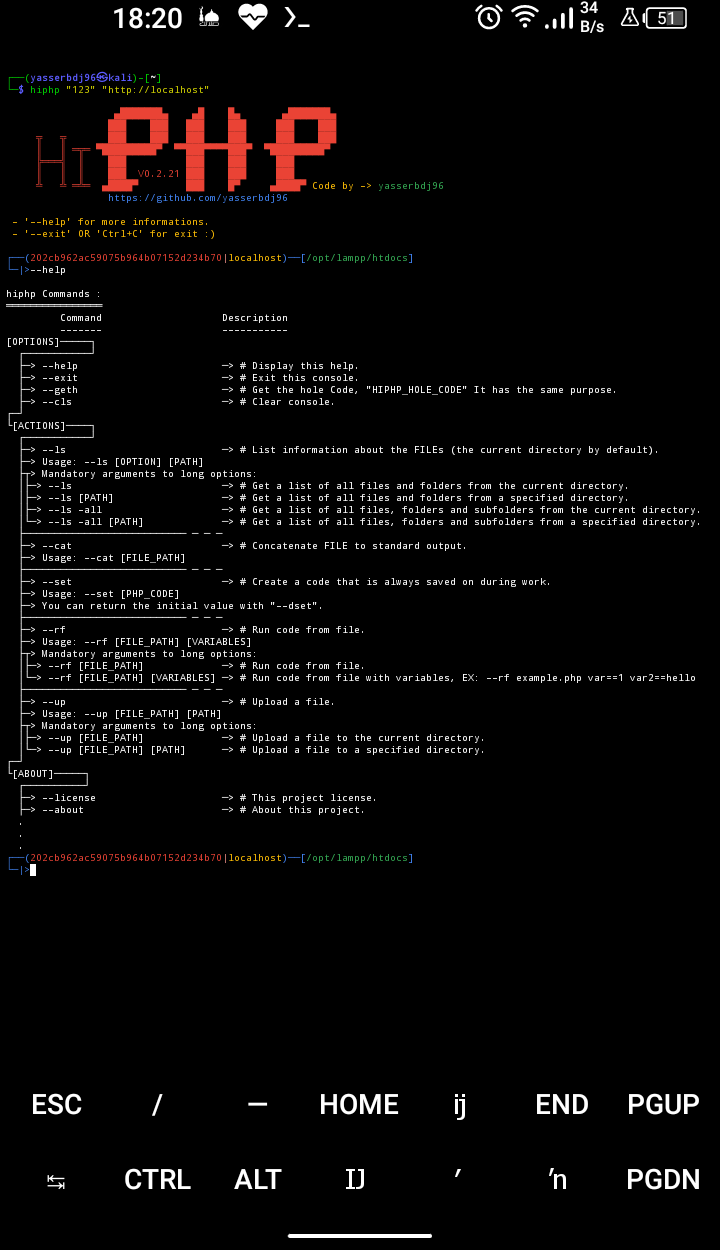 18:20
34 B/s
51
┌──(yasserbdj96㉿kali)-[~]
└─$ hiphp "123" "http://localhost"
HI PHP
V0.2.21
Code by -> yasserbdj96
https://github.com/yasserbdj96
- '--help' for more informations.
- '--exit' OR 'Ctrl+C' for exit :)
┌──(202cb962ac59075b964b07152d234b70|localhost)──[/opt/lampp/htdocs]
└─|>--help
hiphp Commands :
================
Command Description
------- -----------
[OPTIONS]─────┐
├─> --help ─> # Display this help.
├─> --exit ─> # Exit this console.
├─> --geth ─> # Get the hole Code, "HIPHP_HOLE_CODE" It has the same purpose.
├─> --cls ─> # Clear console.
└[ACTIONS]────┐
├─> --ls ─> # List information about the FILEs (the current directory by default).
├─> Usage: --ls [OPTION] [PATH]
├┬> Mandatory arguments to long options:
│├─> --ls ─> # Get a list of all files and folders from the current directory.
│├─> --ls [PATH] ─> # Get a list of all files and folders from a specified directory.
│├─> --ls -all ─> # Get a list of all files, folders and subfolders from the current directory.
│└─> --ls -all [PATH] ─> # Get a list of all files, folders and subfolders from a specified directory.
├─> --cat ─> # Concatenate FILE to standard output.
├─> Usage: --cat [FILE_PATH]
├─> --set ─> # Create a code that is always saved on during work.
├─> Usage: --set [PHP_CODE]
├─> You can return the initial value with "--dset".
├─> --rf ─> # Run code from file.
├─> Usage: --rf [FILE_PATH] [VARIABLES]
├┬> Mandatory arguments to long options:
│├─> --rf [FILE_PATH] ─> # Run code from file.
│└─> --rf [FILE_PATH] [VARIABLES] ─> # Run code from file with variables, EX: --rf example.php var==1 var2==hello
├─> --up ─> # Upload a file.
├─> Usage: --up [FILE_PATH] [PATH]
├┬> Mandatory arguments to long options:
│├─> --up [FILE_PATH] ─> # Upload a file to the current directory.
│└─> --up [FILE_PATH] [PATH] ─> # Upload a file to a specified directory.
└[ABOUT]─────┐
├─> --license ─> # This project license.
├─> --about ─> # About this project.
.
.
.
┌──(202cb962ac59075b964b07152d234b70|localhost)──[/opt/lampp/htdocs]
└─|>
ESC / — HOME ij END PGUP
↹ CTRL ALT IJ ′ ŉ PGDN